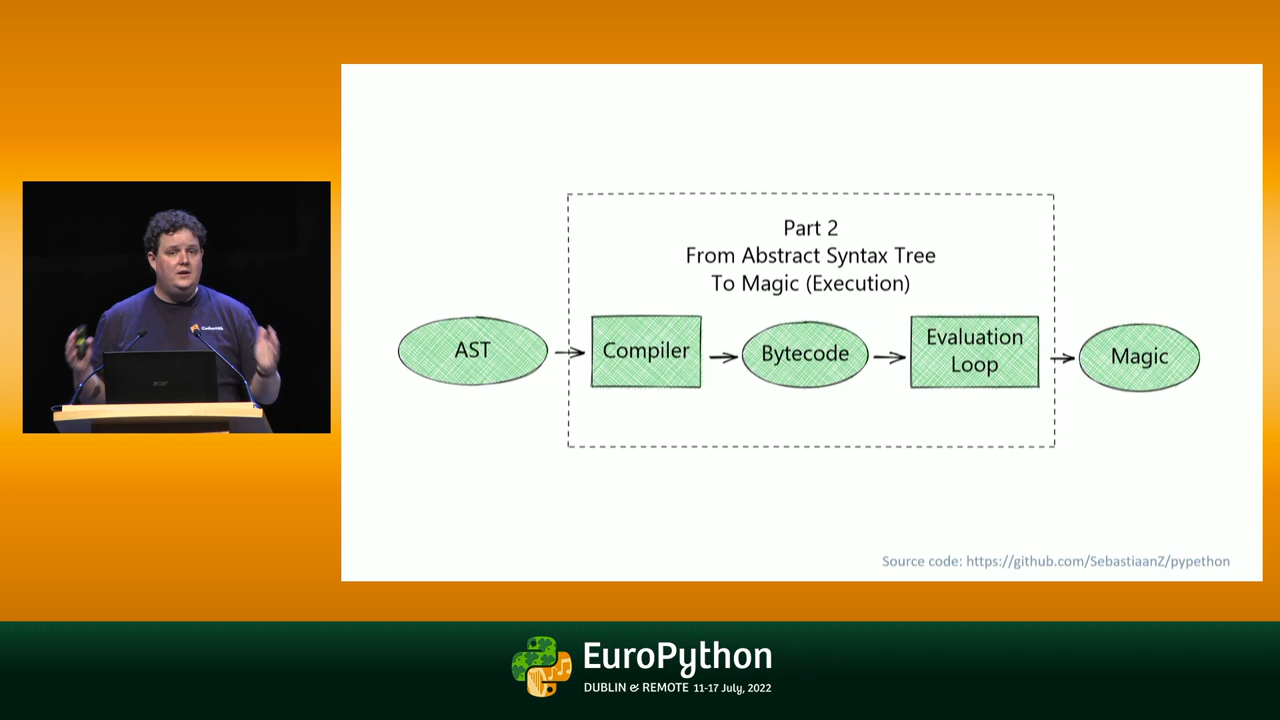 Part 2
From Abstract Syntax Tree
To Magic (Execution)
AST
Compiler
Bytecode
Evaluation
Loop
Magic
Source code: https://github.com/SebastiaanZ/pypethon
acer
EuroPython
DUBLIN & REMOTE 11-17 July, 2022